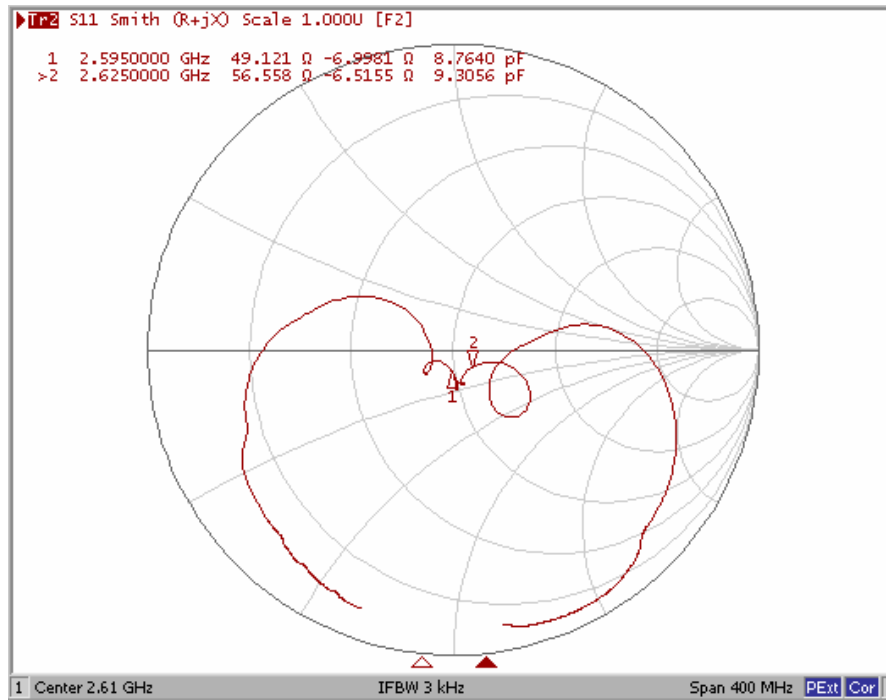 Tr2 S11 Smith (R+jX) Scale 1.000U [F2]
1 2.5950000 GHz 49.121 Ω -6.9981 Ω 8.7640 pF
>2 2.6250000 GHz 56.558 Ω -6.5155 Ω 9.3056 pF
2
1
1 Center 2.61 GHz IFBW 3 kHz Span 400 MHz PExt Cor